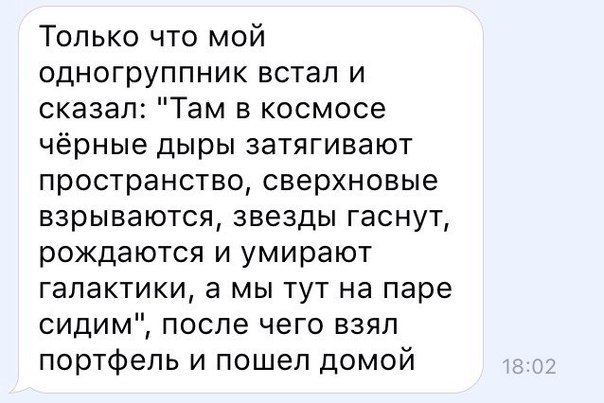 Только что мой
одногруппник встал и
сказал: "Там в космосе
чёрные дыры затягивают
пространство, сверхновые
взрываются, звезды гаснут,
рождаются и умирают
галактики, а мы тут на паре
сидим", после чего взял
портфель и пошел домой
18:02